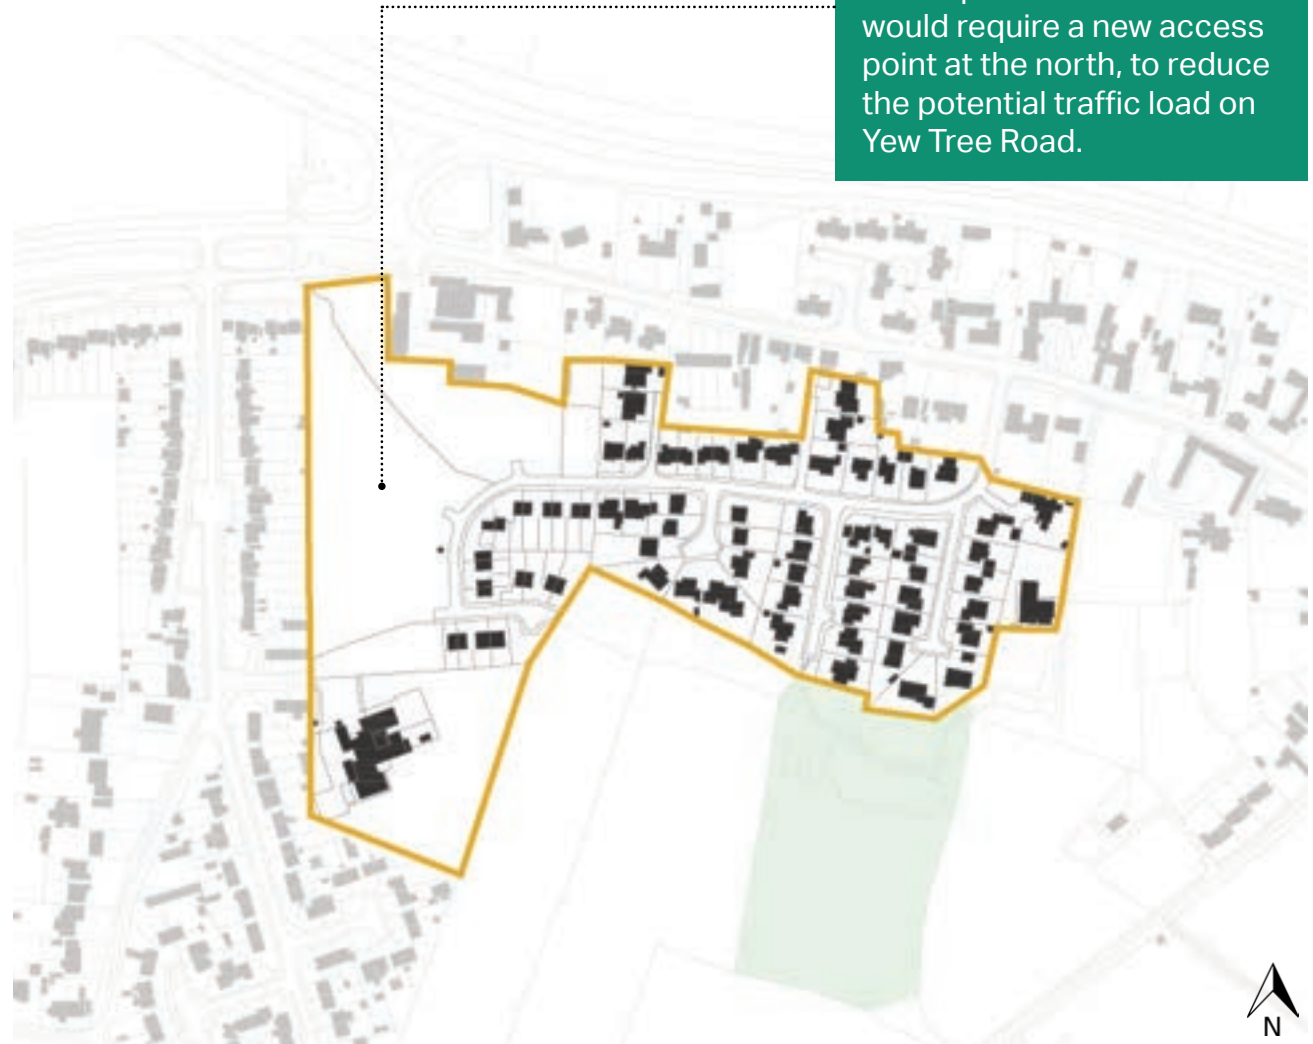 would require a new access
point at the north, to reduce
the potential traffic load on
Yew Tree Road.
N